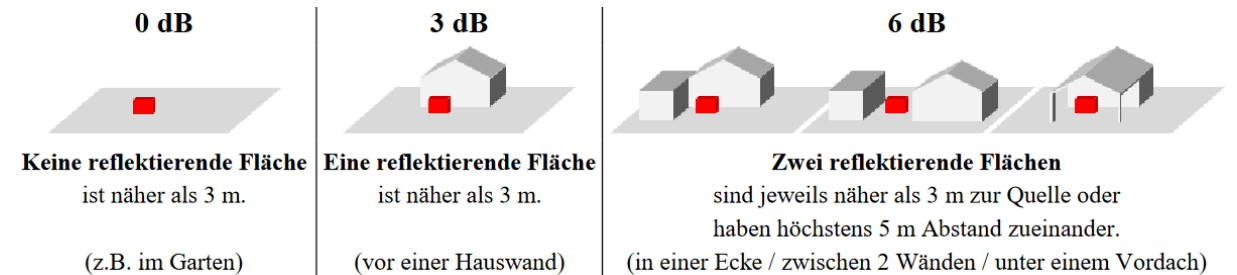 0 dB
Keine reflektierende Fläche
ist näher als 3 m.
(z.B. im Garten)
3 dB
Eine reflektierende Fläche
ist näher als 3 m.
(vor einer Hauswand)
6 dB
Zwei reflektierende Flächen
sind jeweils näher als 3 m zur Quelle oder
haben höchstens 5 m Abstand zueinander.
(in einer Ecke / zwischen 2 Wänden / unter einem Vordach)